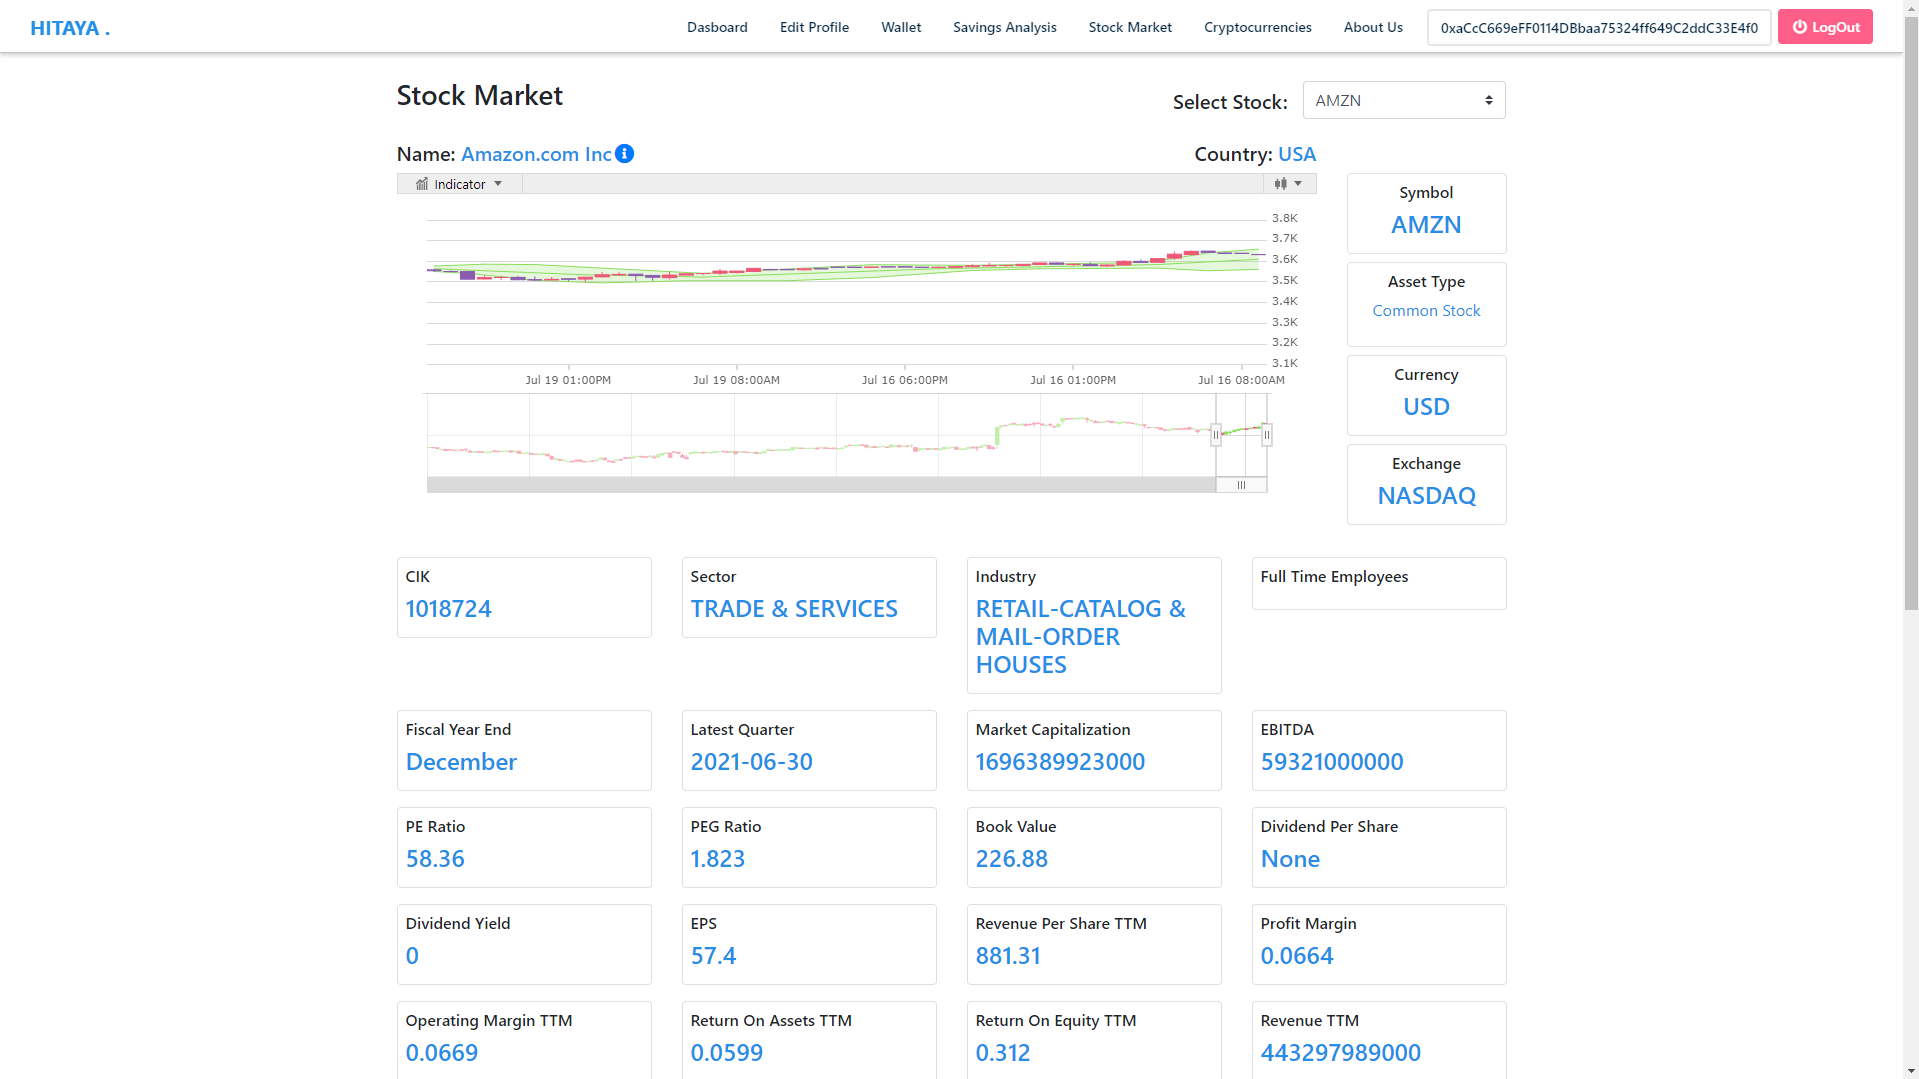 HITAYA .
Dasboard
Edit Profile
Wallet
Savings Analysis
Stock Market
Cryptocurrencies
About Us
0xaCcC669eFF0114DBbaa75324ff649C2ddC33E4f0
LogOut
Stock Market
Select Stock:
AMZN
Name: Amazon.com Inc
Country: USA
Indicator
3.8K
3.7K
3.6K
3.5K
3.4K
3.3K
3.2K
3.1K
Jul 19 01:00PM
Jul 19 08:00AM
Jul 16 06:00PM
Jul 16 01:00PM
Jul 16 08:00AM
Symbol
AMZN
Asset Type
Common Stock
Currency
USD
Exchange
NASDAQ
CIK
1018724
Sector
TRADE & SERVICES
Industry
RETAIL-CATALOG &
MAIL-ORDER
HOUSES
Full Time Employees
Fiscal Year End
December
Latest Quarter
2021-06-30
Market Capitalization
1696389923000
EBITDA
59321000000
PE Ratio
58.36
PEG Ratio
1.823
Book Value
226.88
Dividend Per Share
None
Dividend Yield
0
EPS
57.4
Revenue Per Share TTM
881.31
Profit Margin
0.0664
Operating Margin TTM
0.0669
Return On Assets TTM
0.0599
Return On Equity TTM
0.312
Revenue TTM
443297989000